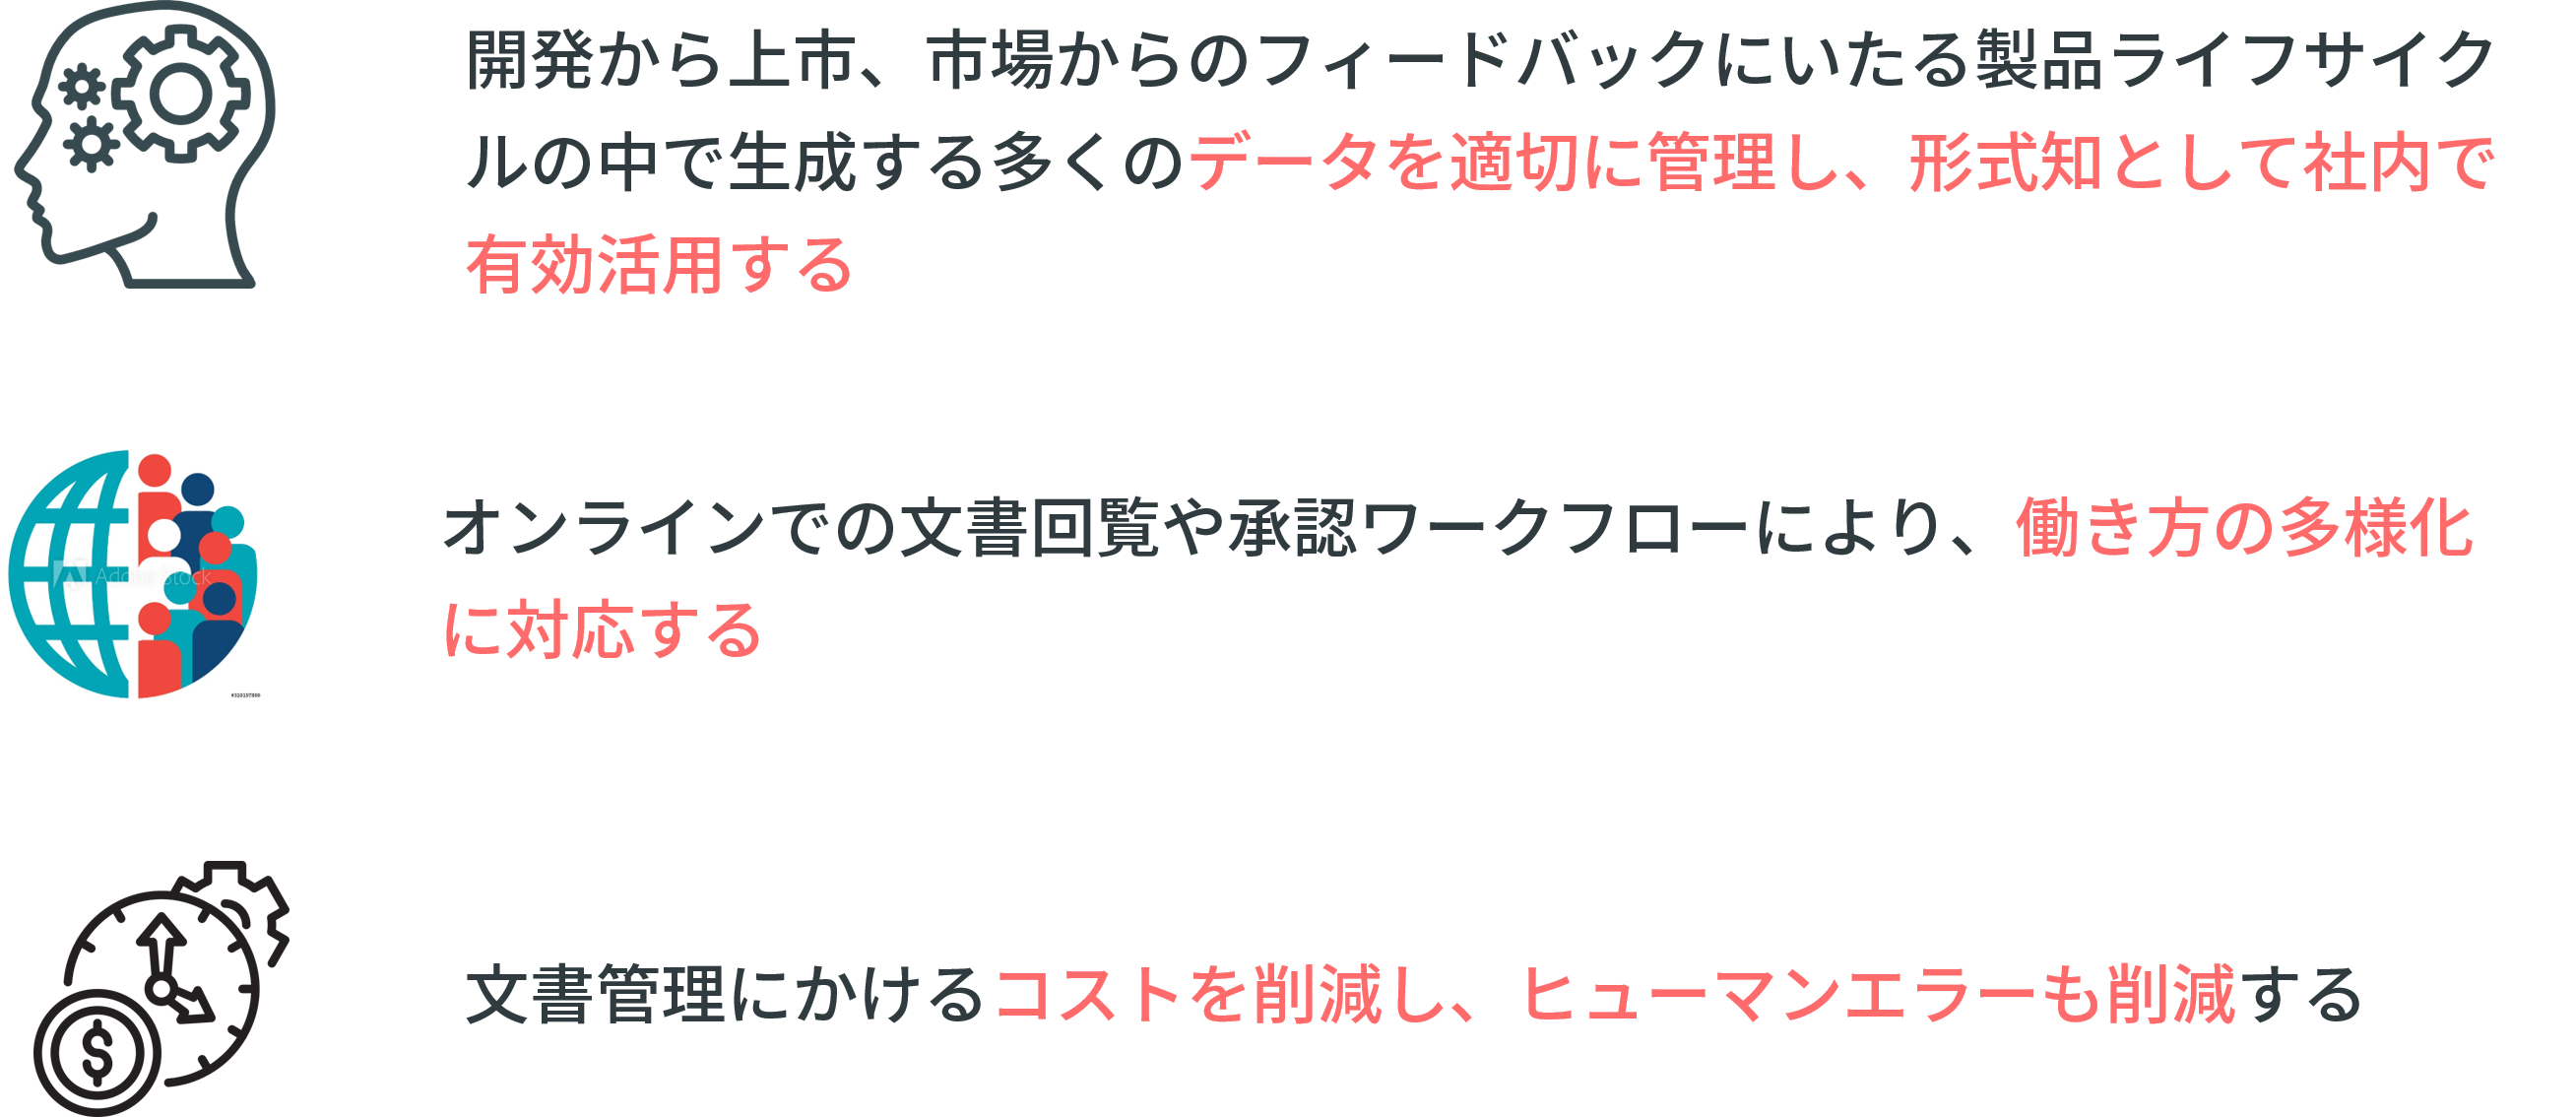 開発から上市、市場からのフィードバックにいたる製品ライフサイク
ルの中で生成する多くのデータを適切に管理し、形式知として社内で
有効活用する
オンラインでの文書回覧や承認ワークフローにより、働き方の多様化
に対応する
Adobe Stock
文書管理にかけるコストを削減し、ヒューマンエラーも削減する
$